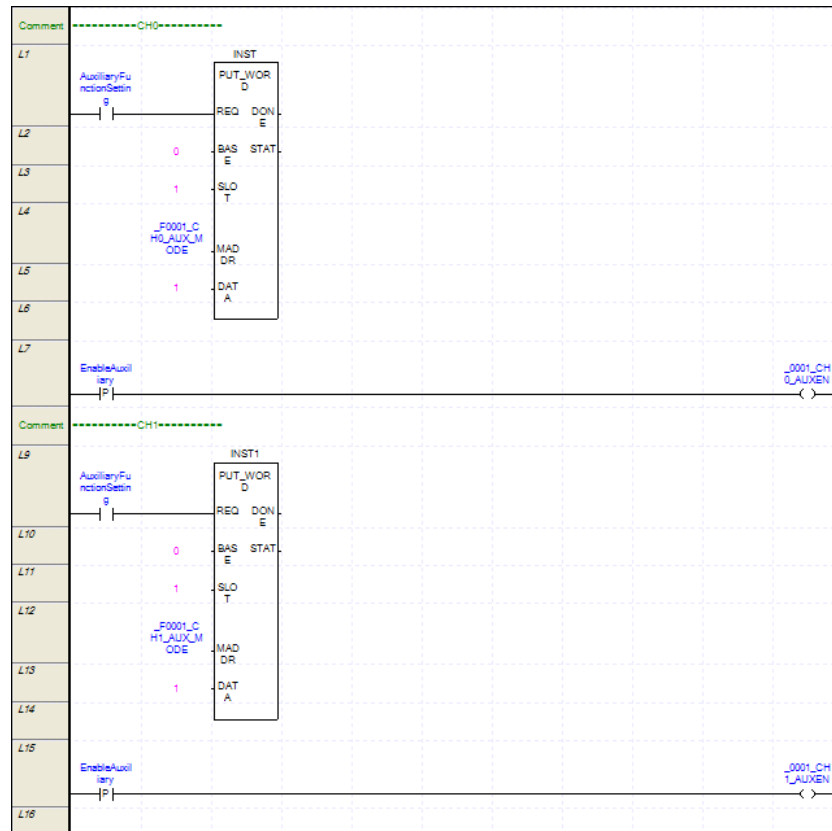 Comment ----------CH0----------
L1
INST
AuxiliaryFu
nctionSettin
g
PUT_WOR
D
REQ DON
E
L2
0 BAS STAT
E
L3
1 SLO
T
L4
_F0001_C
H0_AUX_M
ODE
MAD
DR
L5
1 DAT
A
L6
L7
EnableAuxil
iary
P
_0001_CH
0_AUXEN
Comment ----------CH1----------
L9
INST1
AuxiliaryFu
nctionSettin
g
PUT_WOR
D
REQ DON
E
L10
0 BAS STAT
E
L11
1 SLO
T
L12
_F0001_C
H1_AUX_M
ODE
MAD
DR
L13
1 DAT
A
L14
L15
EnableAuxil
iary
P
_0001_CH
1_AUXEN
L16